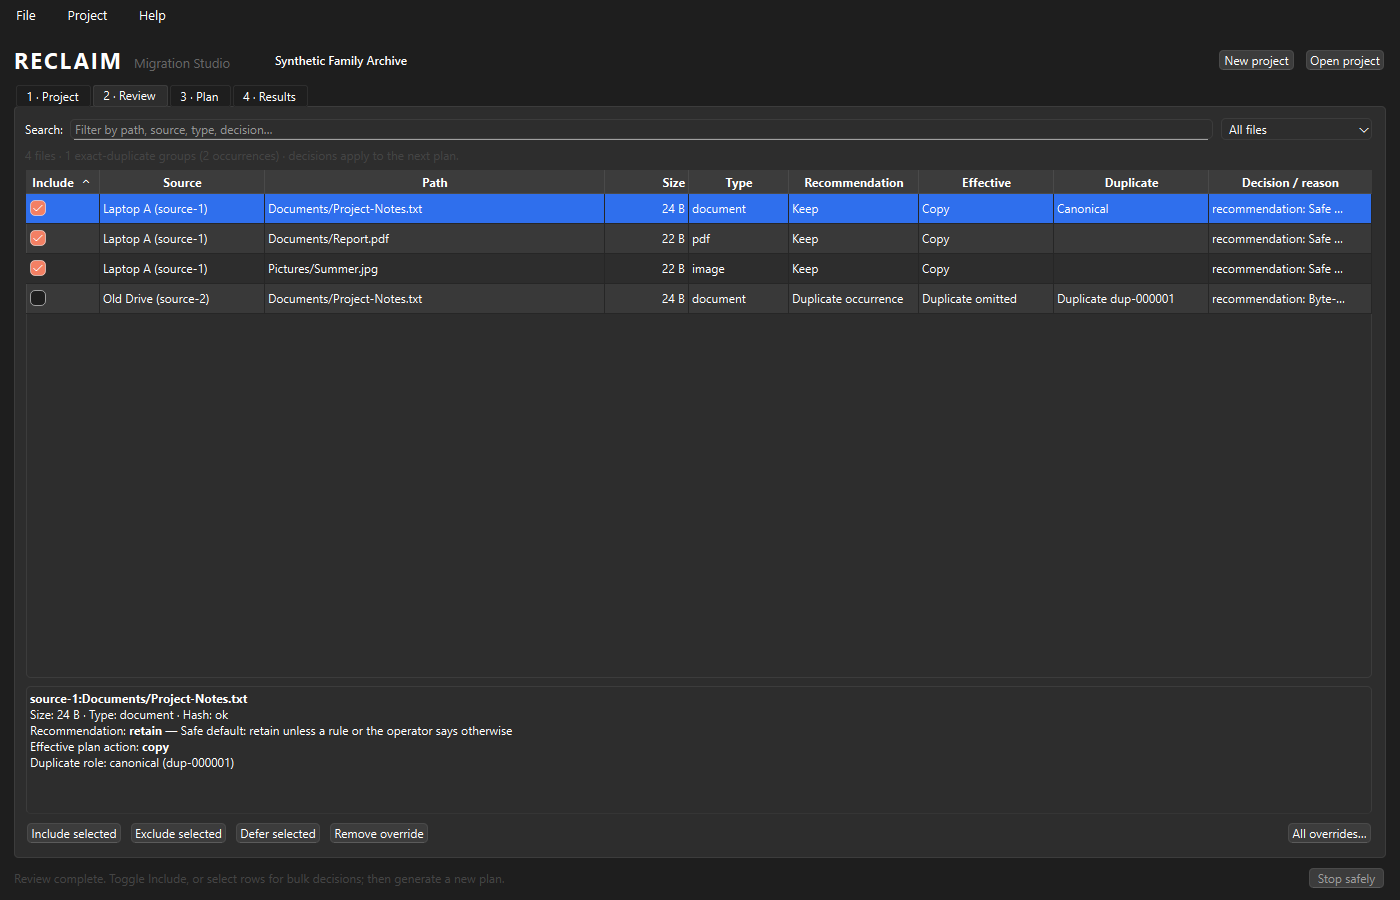 File Project Help
RECLAIM Migration Studio Synthetic Family Archive New project Open project
1 · Project 2 · Review 3 · Plan 4 · Results
Search: Filter by path, source, type, decision... All files
4 files · 1 exact-duplicate groups (2 occurrences) · decisions apply to the next plan.
Include Source Path Size Type Recommendation Effective Duplicate Decision / reason
Laptop A (source-1) Documents/Project-Notes.txt 24 B document Keep Copy Canonical recommendation: Safe ...
Laptop A (source-1) Documents/Report.pdf 22 B pdf Keep Copy recommendation: Safe ...
Laptop A (source-1) Pictures/Summer.jpg 22 B image Keep Copy recommendation: Safe ...
Old Drive (source-2) Documents/Project-Notes.txt 24 B document Duplicate occurrence Duplicate omitted Duplicate dup-000001 recommendation: Byte-...
source-1:Documents/Project-Notes.txt
Size: 24 B · Type: document · Hash: ok
Recommendation: retain — Safe default: retain unless a rule or the operator says otherwise
Effective plan action: copy
Duplicate role: canonical (dup-000001)
Include selected Exclude selected Defer selected Remove override All overrides...
Review complete. Toggle Include, or select rows for bulk decisions; then generate a new plan. Stop safely